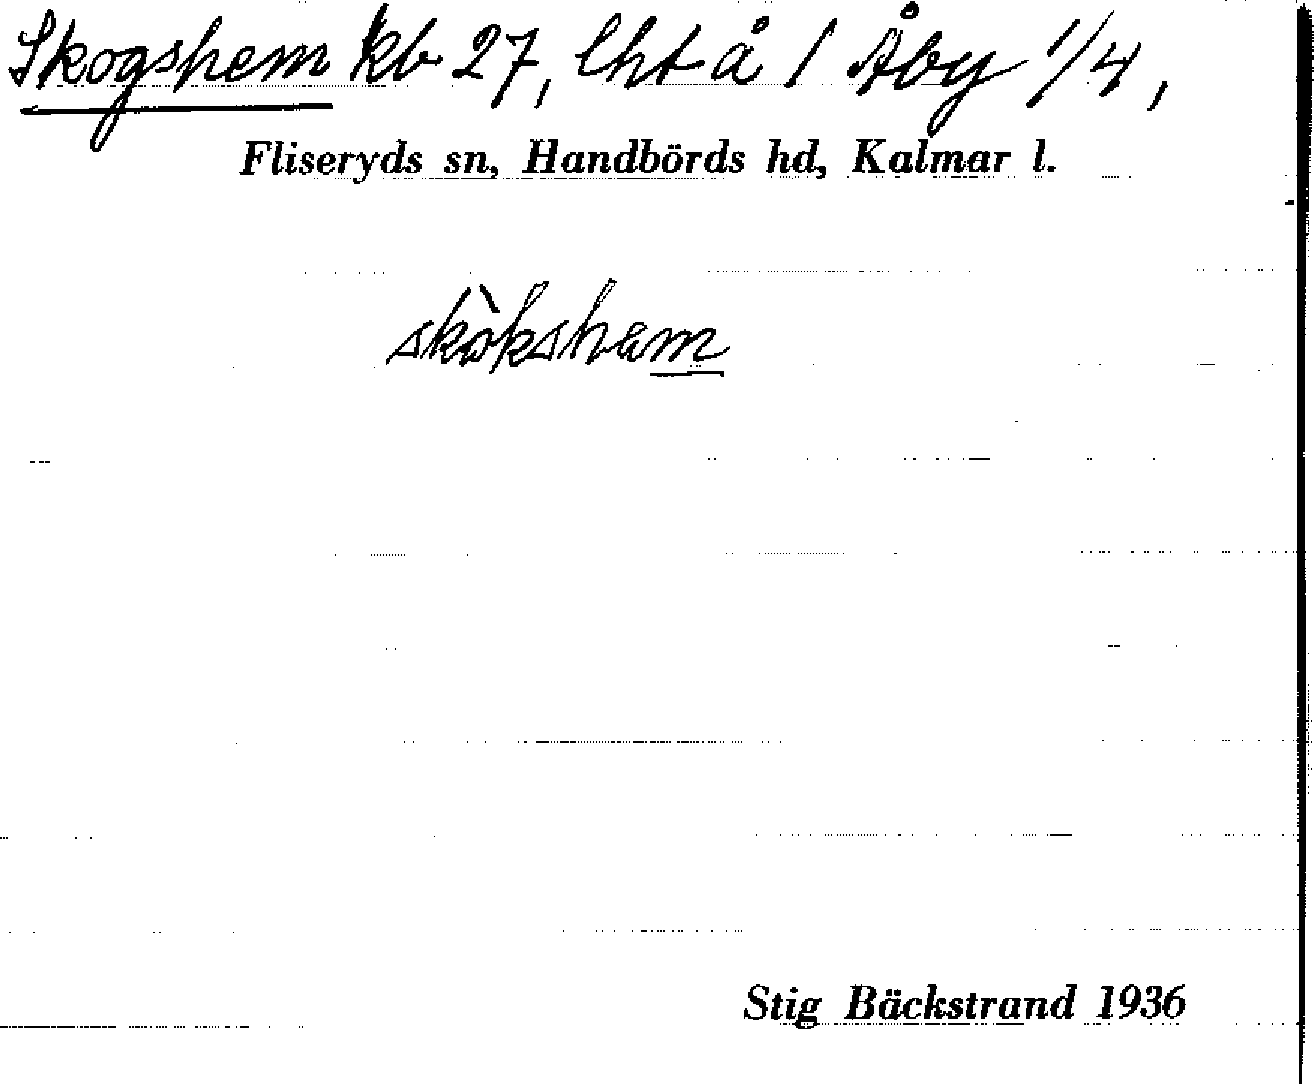 Skogshem kb 27, lht å 1 Åby 1/4,
Fliseryds sn, Handbörds hd, Kalmar l.
skòkshem
Stig Bäckstrand 1936